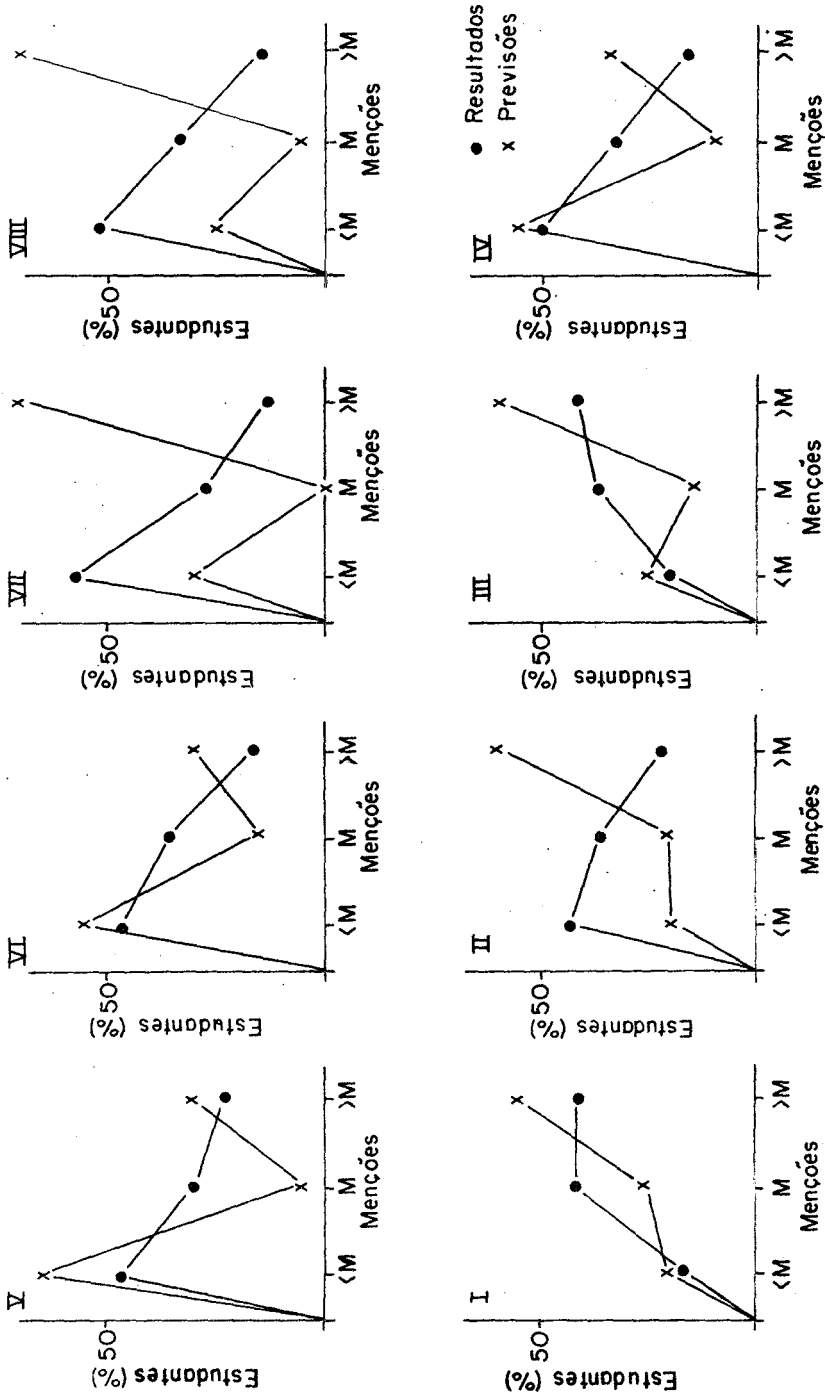 V
Estudantes (%)
50
<M M >M
Menções
VI
Estudantes (%)
50
<M M >M
Menções
VII
Estudantes (%)
50
<M M >M
Menções
VIII
Estudantes (%)
50
<M M >M
Menções
I
Estudantes (%)
50
<M M >M
Menções
II
Estudantes (%)
50
<M M >M
Menções
III
Estudantes (%)
50
<M M >M
Menções
IV
● Resultados
x Previsões
Estudantes (%)
50
<M M >M
Menções